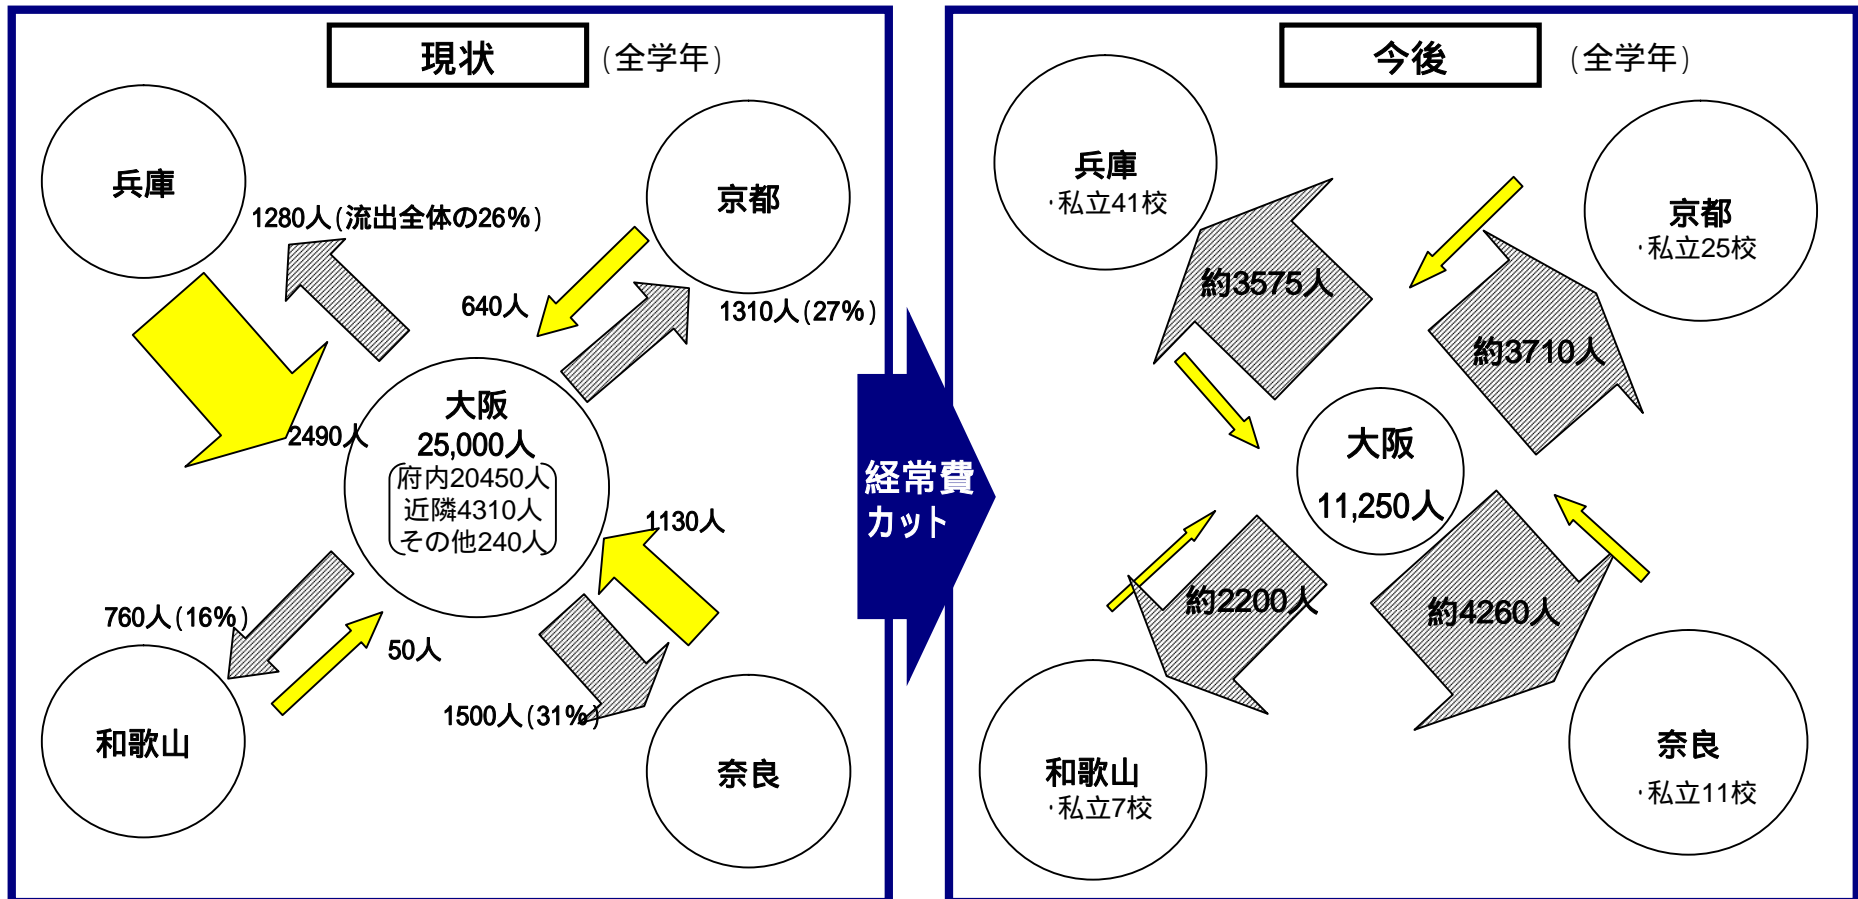 現状
(全学年)
兵庫
京都
1280人(流出全体の26%)
640人
1310人(27%)
2490人
大阪
25,000人
府内20450人
近隣4310人
その他240人
1130人
760人(16%)
50人
1500人(31%)
和歌山
奈良
経常費
カット
今後
(全学年)
兵庫
・私立41校
京都
・私立25校
約3575人
約3710人
大阪
11,250人
約2200人
約4260人
和歌山
・私立7校
奈良
・私立11校